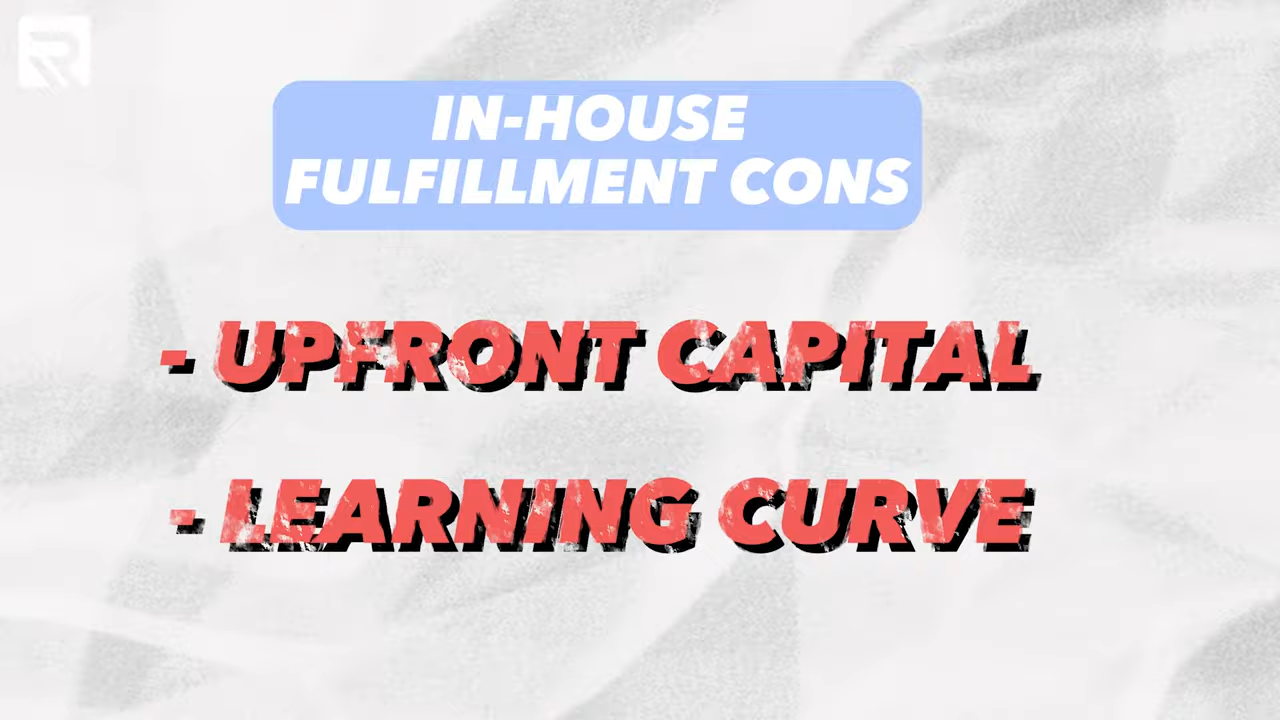 IN-HOUSE
FULFILLMENT CONS
- UPFRONT CAPITAL
- LEARNING CURVE